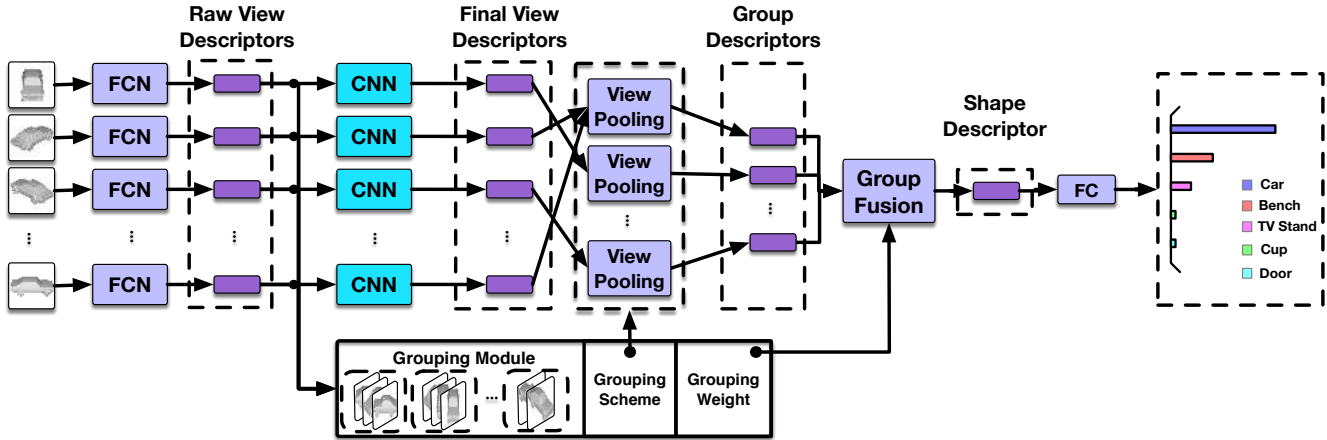 Raw View
Descriptors
Final View
Descriptors
Group
Descriptors
Shape
Descriptor
FCN
CNN
FCN
CNN
FCN
CNN
...
...
...
...
FCN
CNN
View
Pooling
View
Pooling
...
View
Pooling
...
Group
Fusion
FC
Car
Bench
TV Stand
Cup
Door
Grouping Module
...
Grouping
Scheme
Grouping
Weight